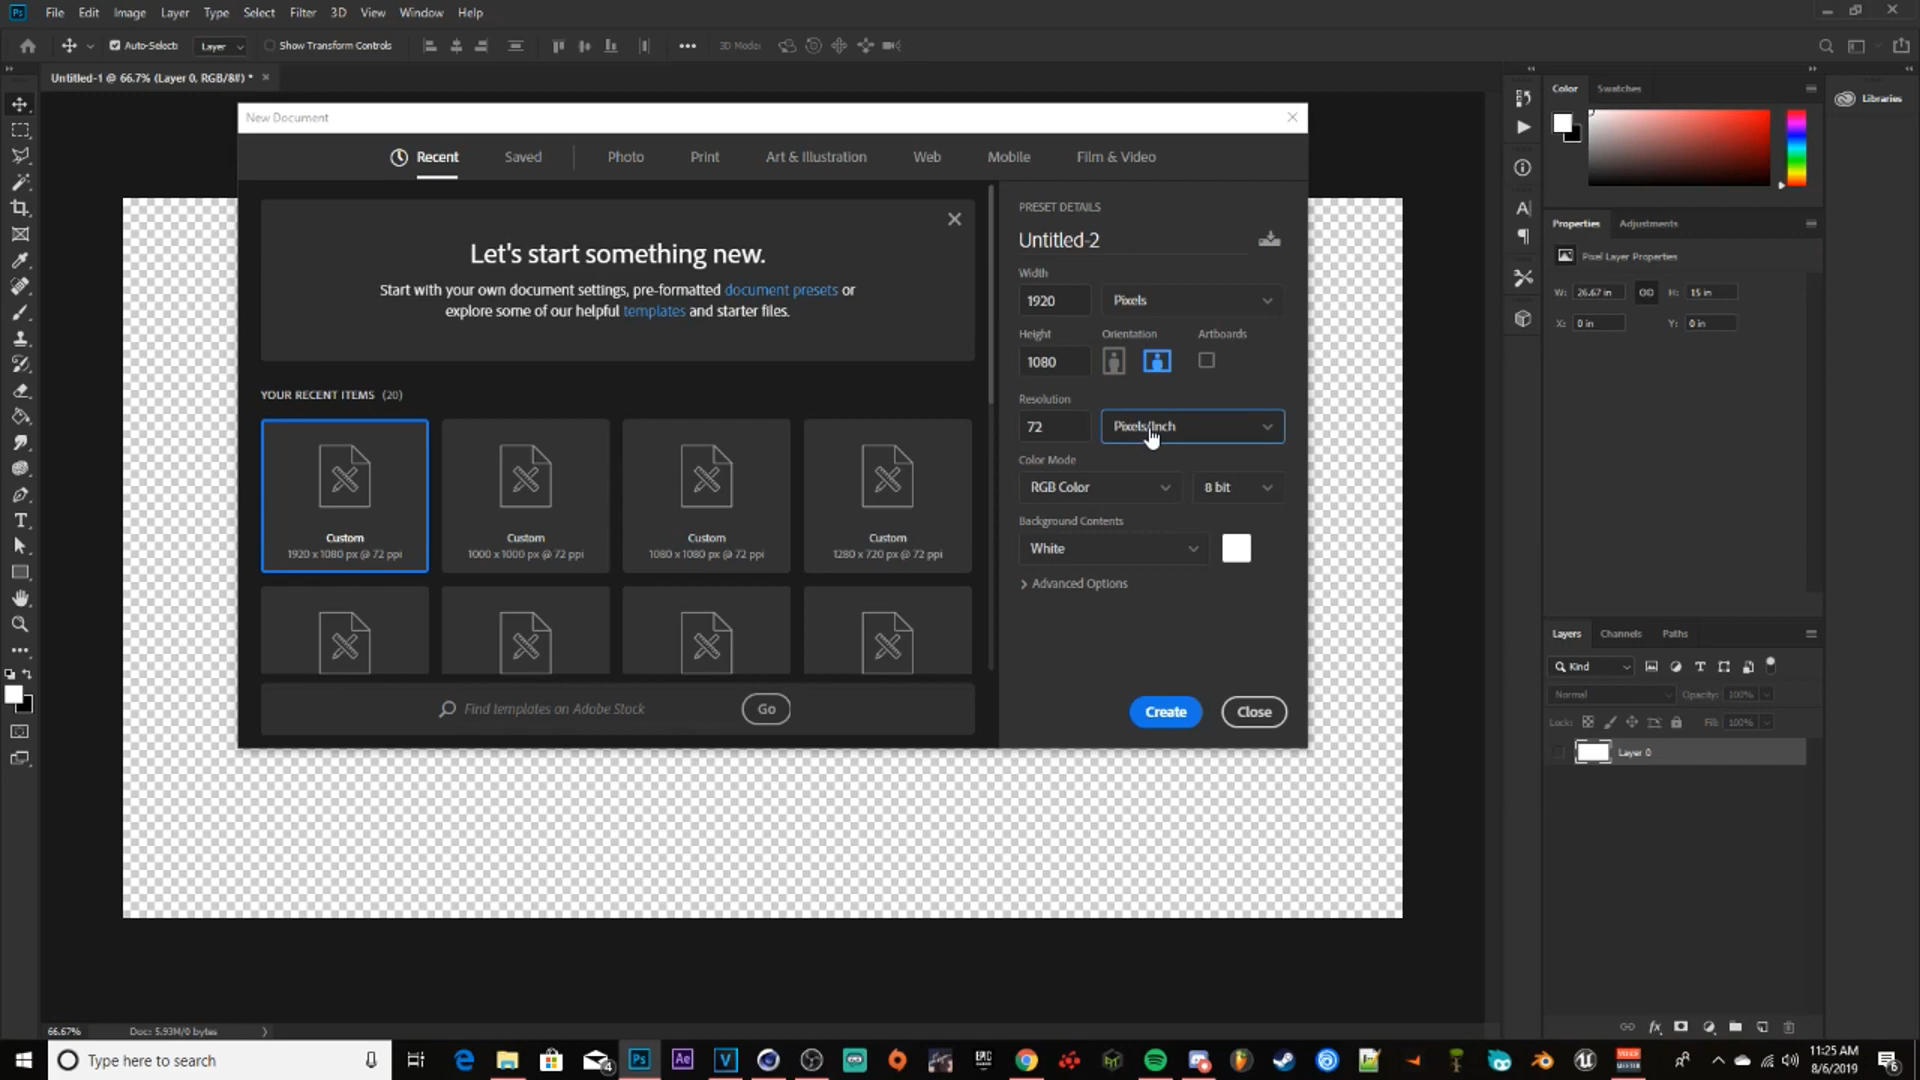 Ps File Edit Image Layer Type Select Filter 3D View Window Help
Auto-Select: Layer Show Transform Controls 3D Mode:
Untitled-1 @ 66.7% (Layer 0, RGB/8#) *
New Document
Recent Saved Photo Print Art & Illustration Web Mobile Film & Video
Let's start something new.
Start with your own document settings, pre-formatted document presets or
explore some of our helpful templates and starter files.
YOUR RECENT ITEMS (20)
Custom
1920 x 1080 px @ 72 ppi
Custom
1000 x 1000 px @ 72 ppi
Custom
1080 x 1080 px @ 72 ppi
Custom
1280 x 720 px @ 72 ppi
Find templates on Adobe Stock Go
PRESET DETAILS
Untitled-2
Width
1920 Pixels
Height Orientation Artboards
1080
Resolution
72 Pixels/Inch
Color Mode
RGB Color 8 bit
Background Contents
White
Advanced Options
Create Close
Color Swatches
Libraries
Properties Adjustments
Pixel Layer Properties
W: 26.67 in H: 15 in
X: 0 in Y: 0 in
Layers Channels Paths
Kind
Normal Opacity: 100%
Lock: Fill: 100%
Layer 0
66.67% Doc: 5.93M/0 bytes
Type here to search
4
Ps Ae V
EPIC
GAMES
11:25 AM
8/6/2019
6